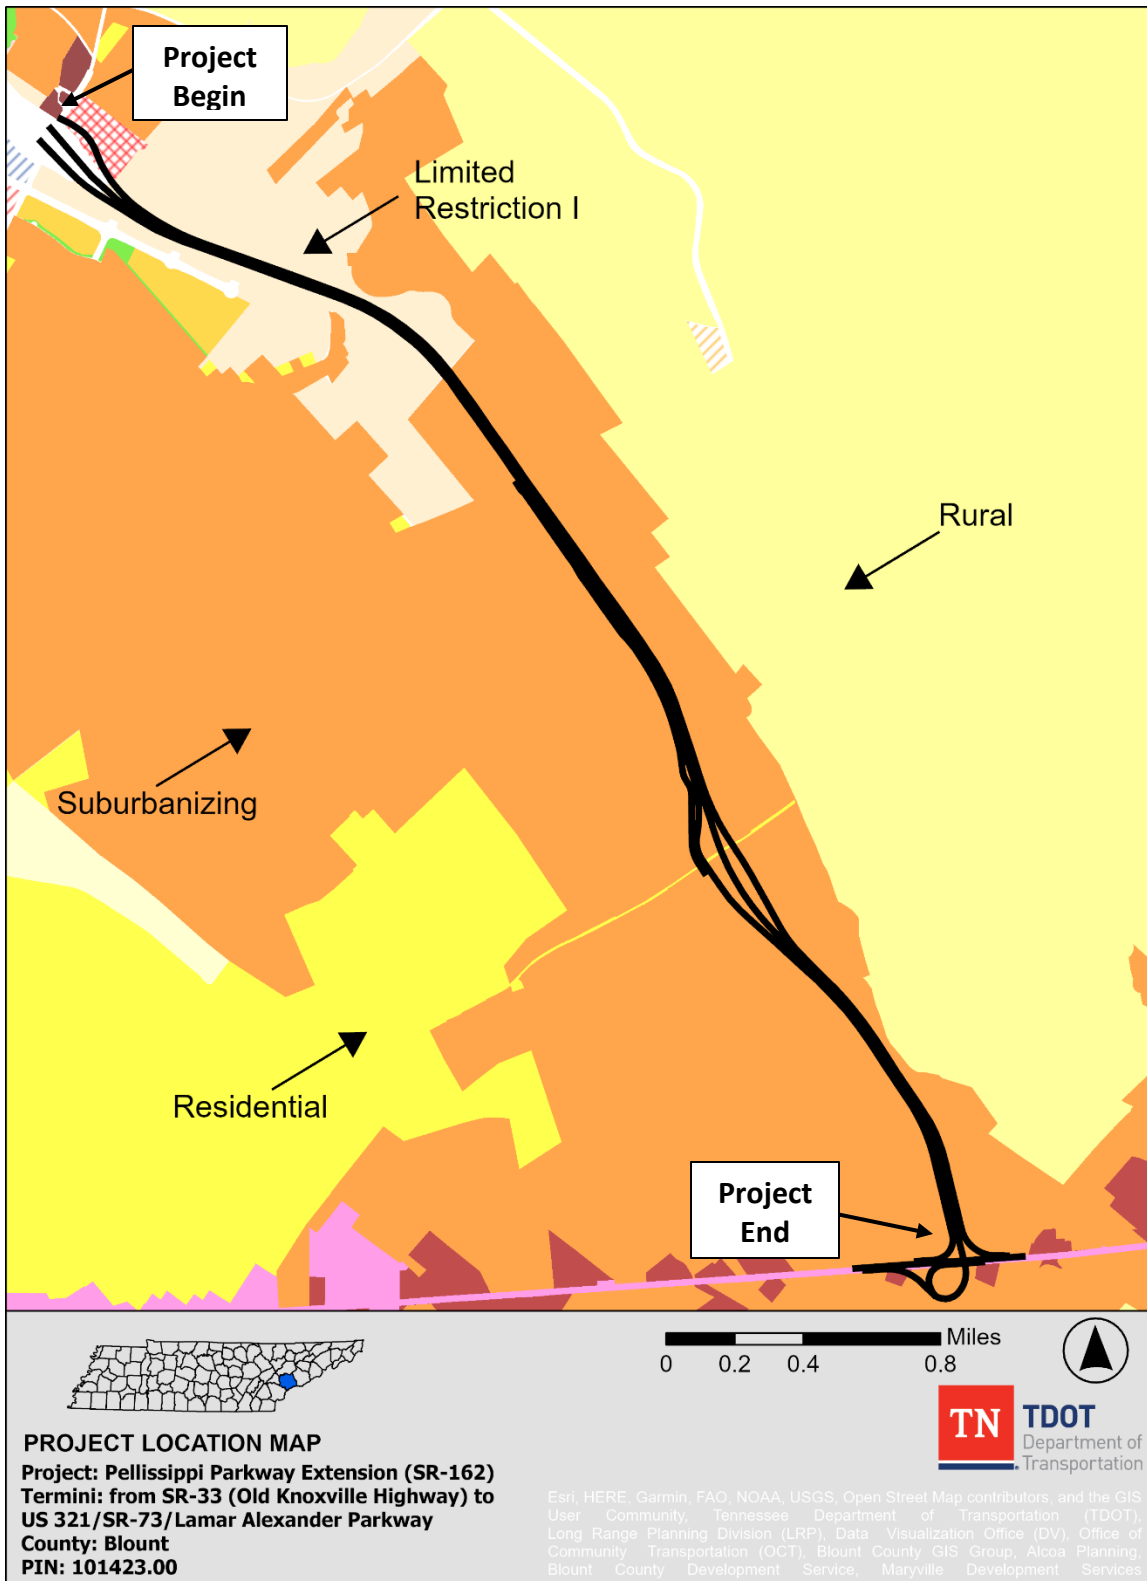 Project
Begin
Limited
Restriction I
Rural
Suburbanizing
Residential
Project
End
Miles
0 0.2 0.4 0.8
PROJECT LOCATION MAP
Project: Pellissippi Parkway Extension (SR-162)
Termini: from SR-33 (Old Knoxville Highway) to
US 321/SR-73/Lamar Alexander Parkway
County: Blount
PIN: 101423.00
TN
TDOT
Department of
Transportation
Esri, HERE, Garmin, FAO, NOAA, USGS, Open Street Map contributors, and the GIS
User Community, Tennessee Department of Transportation (TDOT),
Long Range Planning Division (LRP), Data Visualization Office (DV), Office of
Community Transportation (OCT), Blount County GIS Group, Alcoa Planning,
Blount County Development Service, Maryville Development Services